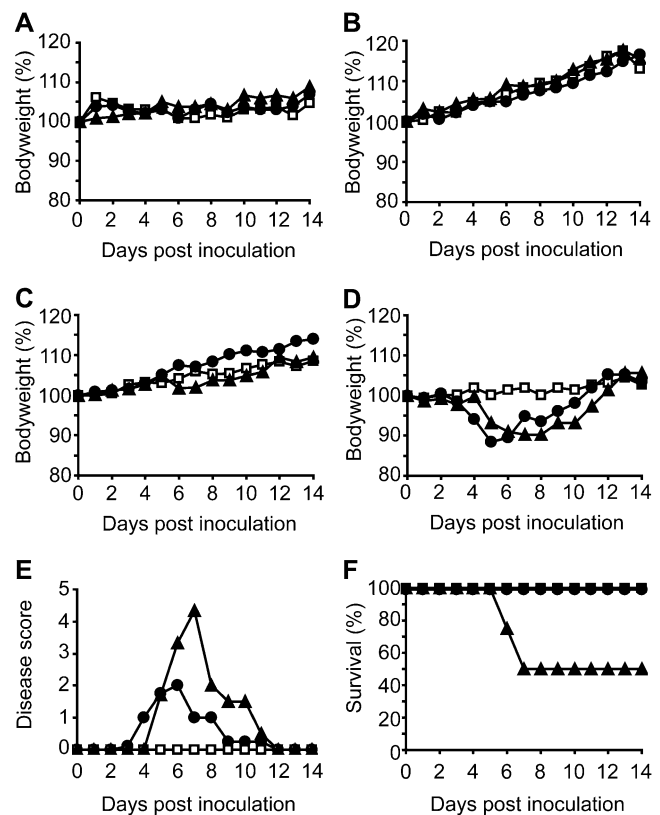 A
B
120
110
100
90
80
Bodyweight (%)
0 2 4 6 8 10 12 14
Days post inoculation
120
110
100
90
80
Bodyweight (%)
0 2 4 6 8 10 12 14
Days post inoculation
C
D
120
110
100
90
80
Bodyweight (%)
0 2 4 6 8 10 12 14
Days post inoculation
120
110
100
90
80
Bodyweight (%)
0 2 4 6 8 10 12 14
Days post inoculation
E
F
5
4
3
2
1
0
Disease score
0 2 4 6 8 10 12 14
Days post inoculation
100
80
60
40
20
0
Survival (%)
0 2 4 6 8 10 12 14
Days post inoculation